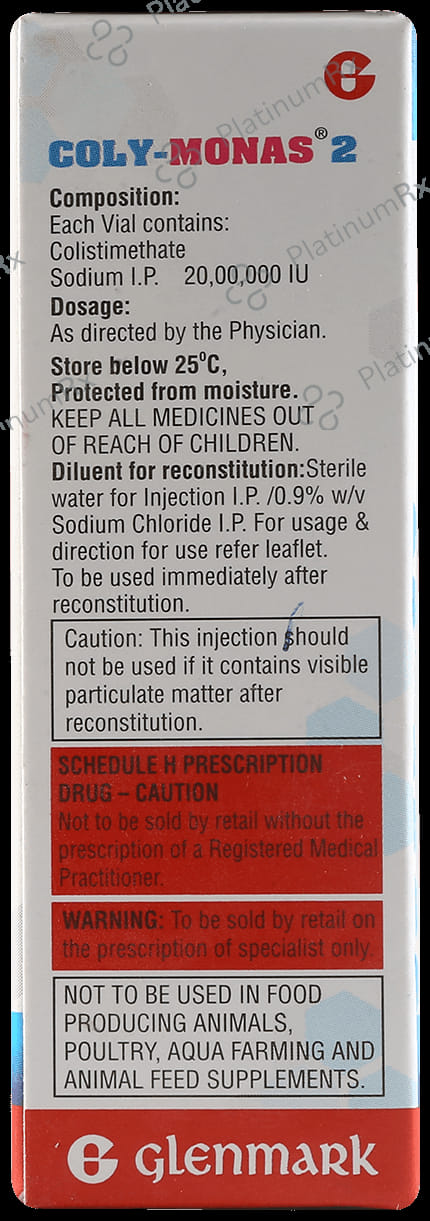 COLY-MONAS® 2
Composition:
Each Vial contains:
Colistimethate
Sodium I.P. 20,00,000 IU
Dosage:
As directed by the Physician.
Store below 25⁰C,
Protected from moisture.
KEEP ALL MEDICINES OUT
OF REACH OF CHILDREN.
Diluent for reconstitution:Sterile
water for Injection I.P. /0.9% w/v
Sodium Chloride I.P. For usage &
direction for use refer leaflet.
To be used immediately after
reconstitution.
Caution: This injection should
not be used if it contains visible
particulate matter after
reconstitution.
SCHEDULE H PRESCRIPTION
DRUG – CAUTION
Not to be sold by retail without the
prescription of a Registered Medical
Practitioner.
WARNING: To be sold by retail on
the prescription of specialist only.
NOT TO BE USED IN FOOD
PRODUCING ANIMALS,
POULTRY, AQUA FARMING AND
ANIMAL FEED SUPPLEMENTS.
glenmark
PlatinumRx
PlatinumRx
PlatinumRx